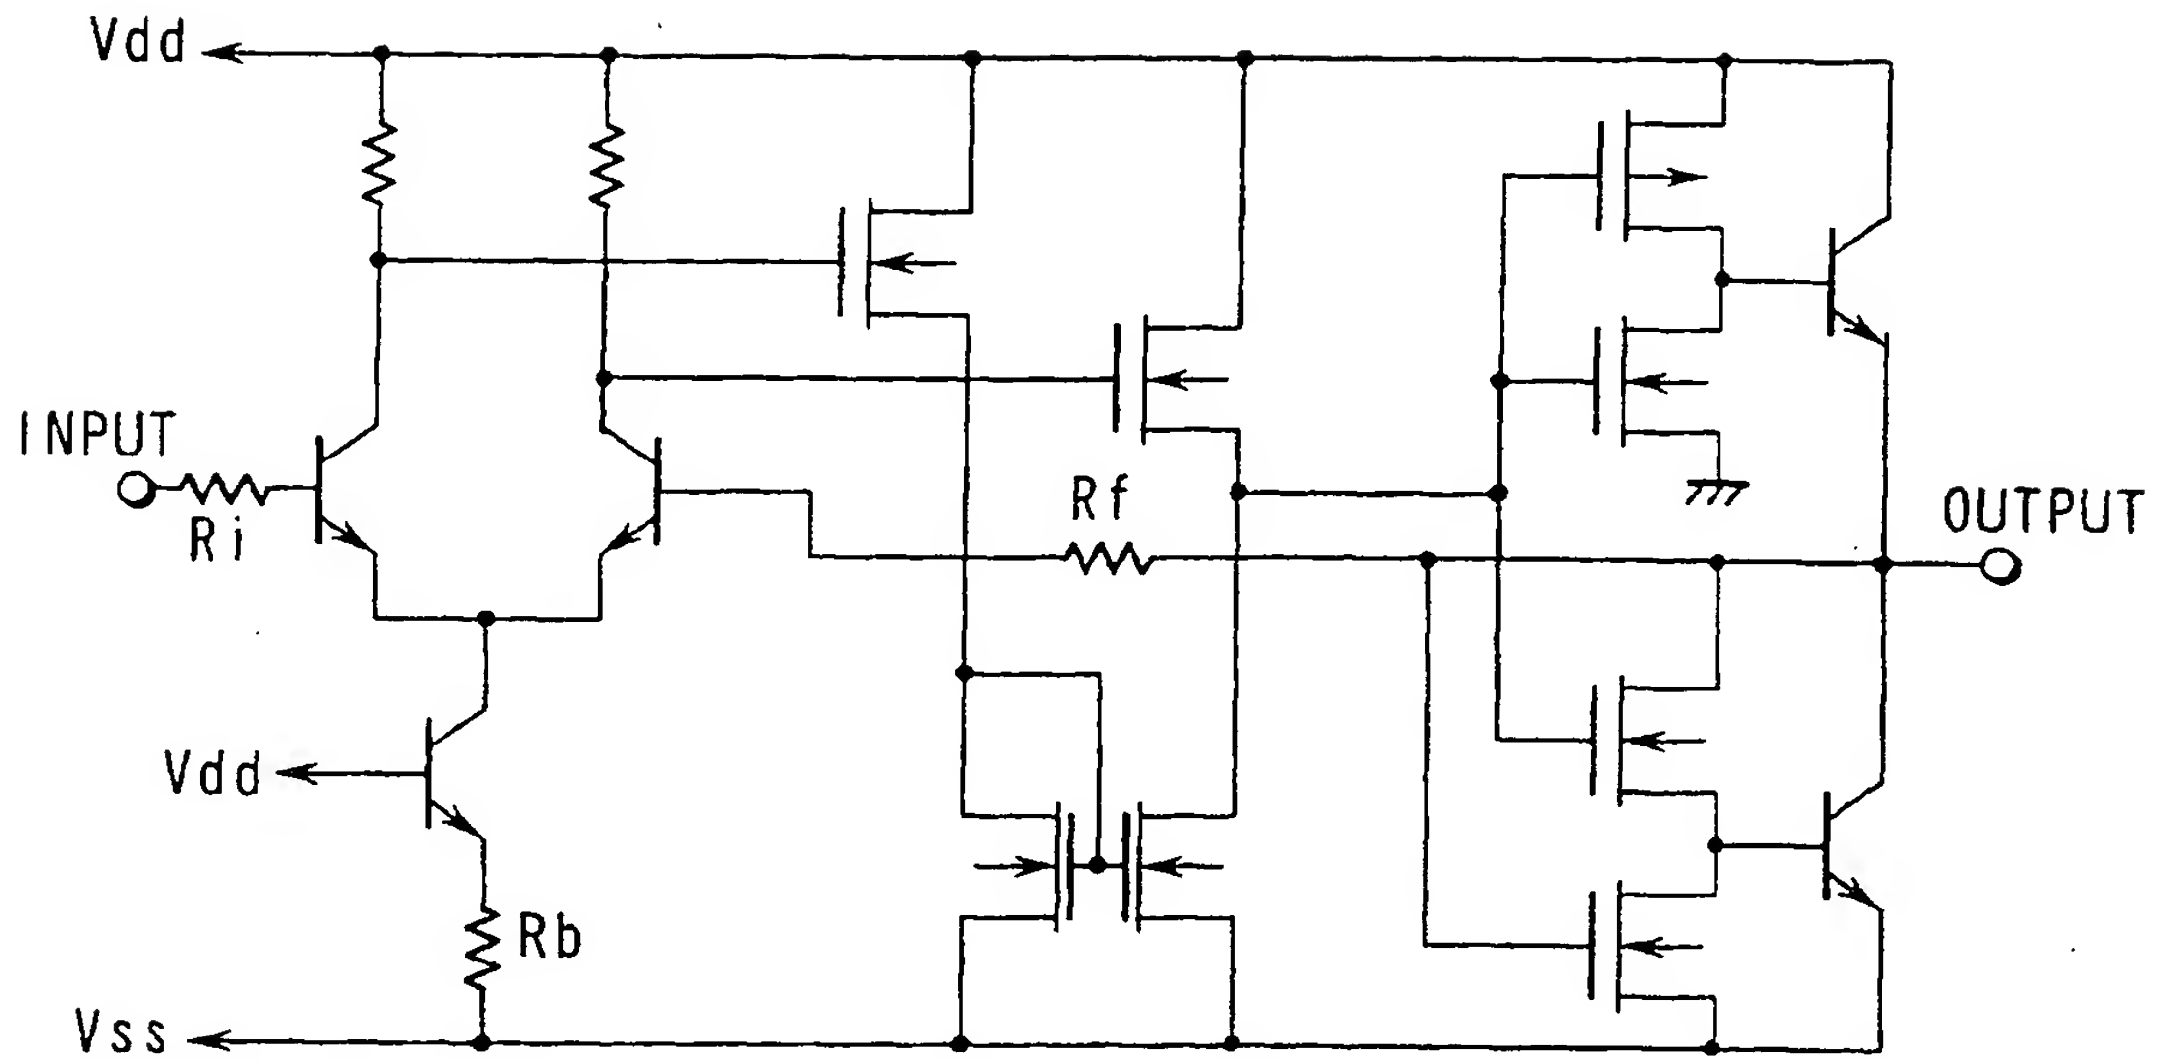 Vdd
INPUT
Ri
Rf
OUTPUT
Vdd
Rb
Vss